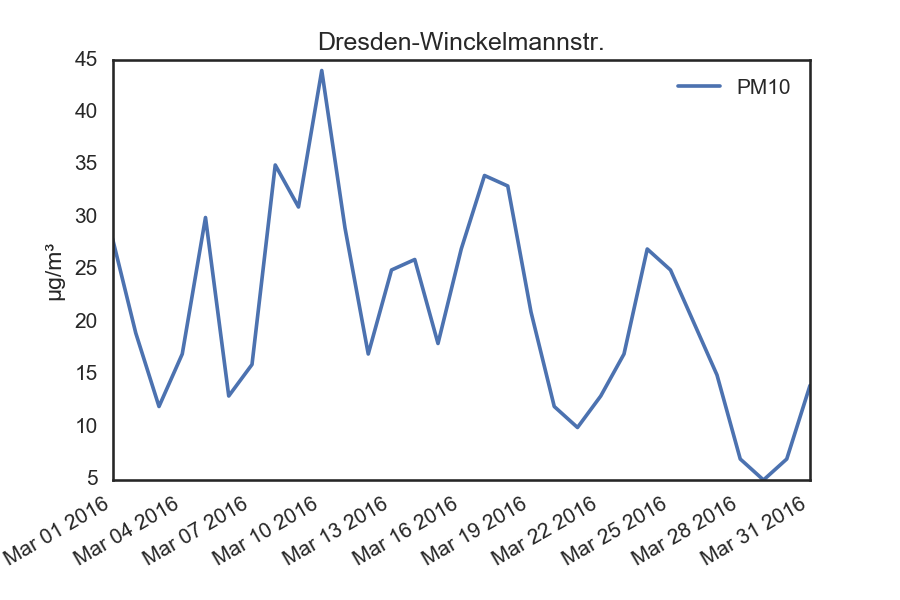 Dresden-Winckelmannstr.
PM10
µg/m³
45
40
35
30
25
20
15
10
5
Mar 01 2016
Mar 04 2016
Mar 07 2016
Mar 10 2016
Mar 13 2016
Mar 16 2016
Mar 19 2016
Mar 22 2016
Mar 25 2016
Mar 28 2016
Mar 31 2016